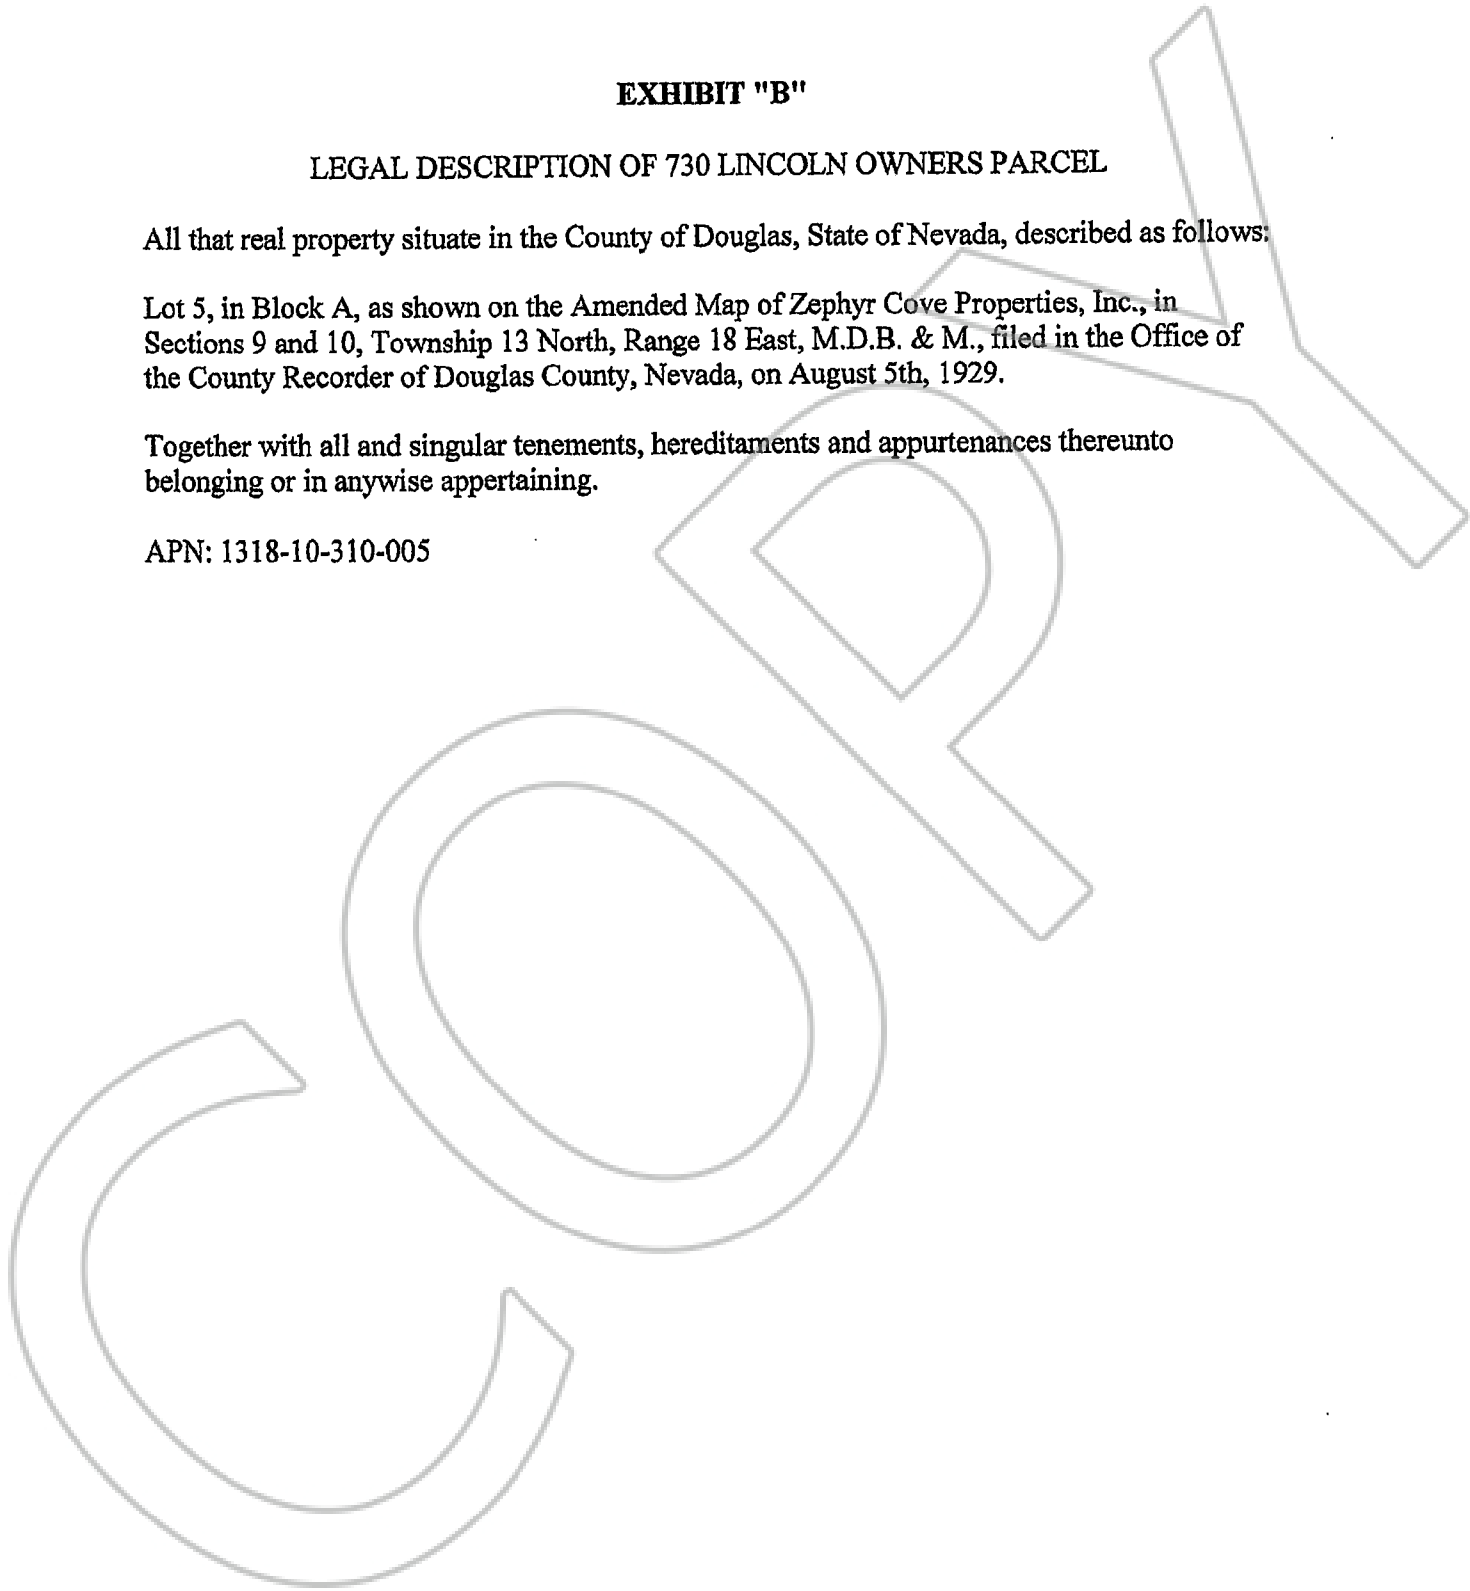 EXHIBIT "B"
LEGAL DESCRIPTION OF 730 LINCOLN OWNERS PARCEL
All that real property situate in the County of Douglas, State of Nevada, described as follows:
Lot 5, in Block A, as shown on the Amended Map of Zephyr Cove Properties, Inc., in
Sections 9 and 10, Township 13 North, Range 18 East, M.D.B. & M., filed in the Office of
the County Recorder of Douglas County, Nevada, on August 5th, 1929.
Together with all and singular tenements, hereditaments and appurtenances thereunto
belonging or in anywise appertaining.
APN: 1318-10-310-005
COPY